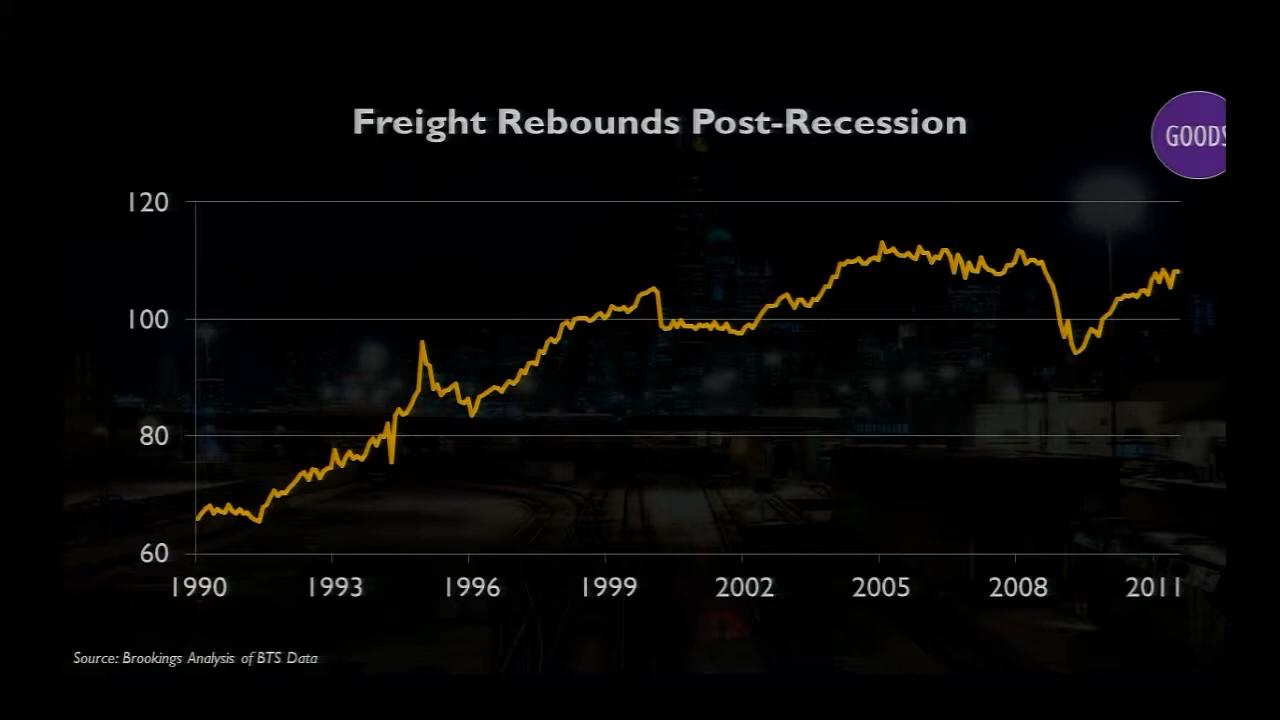 Freight Rebounds Post-Recession
GOODS
120
100
80
60
1990 1993 1996 1999 2002 2005 2008 2011
Source: Brookings Analysis of BTS Data